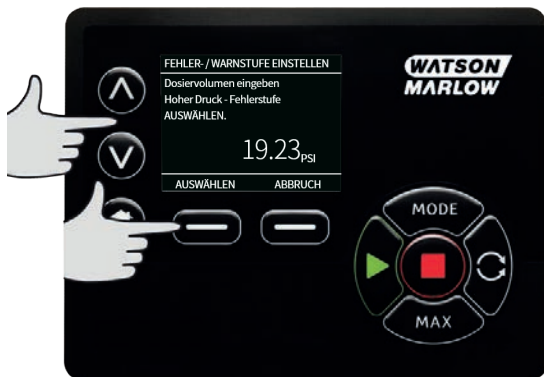 FEHLER- / WARNSTUFE EINSTELLEN
Dosiervolumen eingeben
Hoher Druck - Fehlerstufe
AUSWÄHLEN.
19.23PSI
AUSWÄHLEN ABBRUCH
WATSON
MARLOW
MODE
MAX